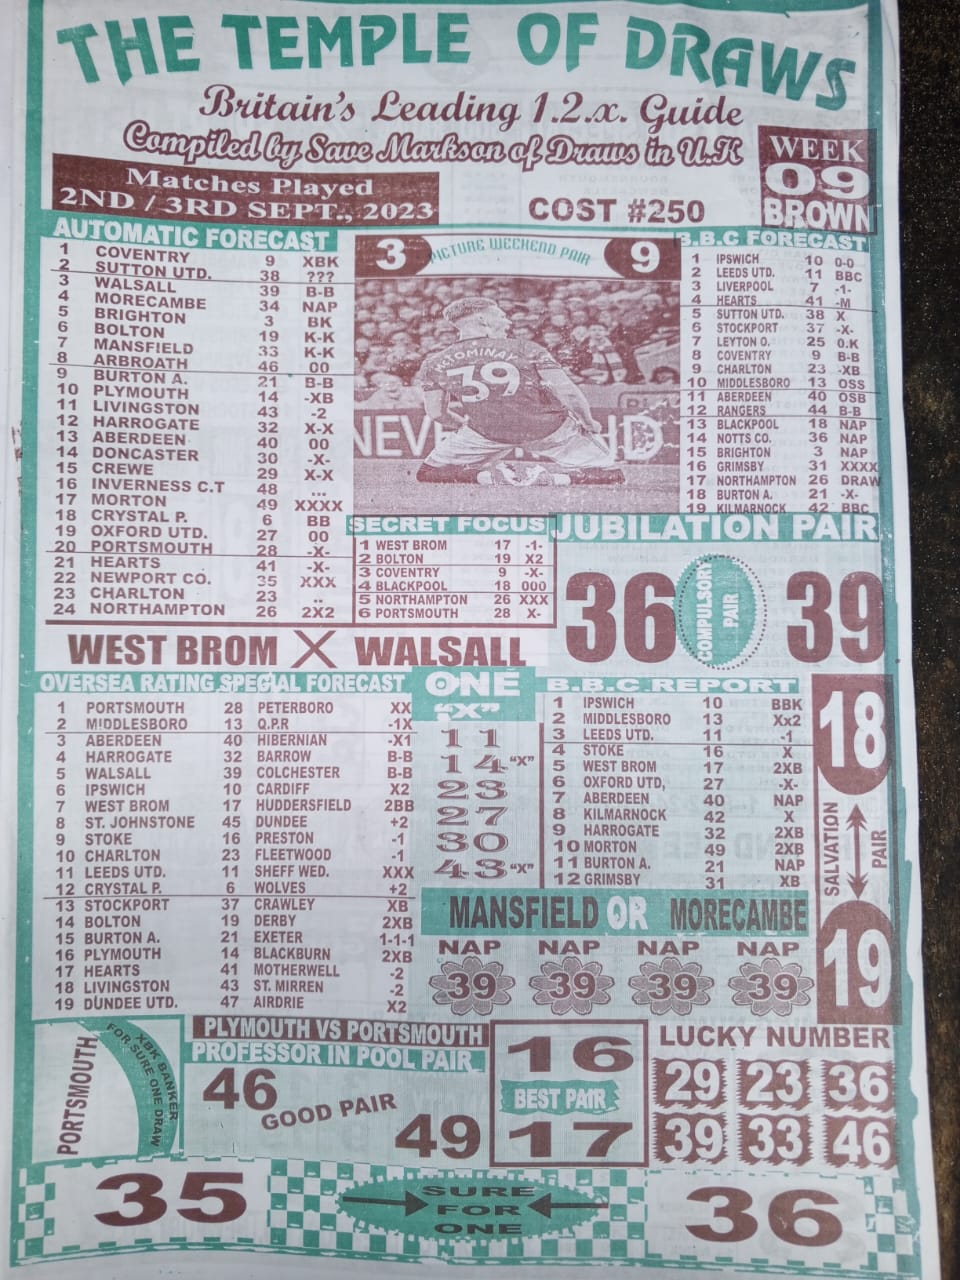 THE TEMPLE OF DRAWS
Britain's Leading 1.2.x. Guide
Compiled by Save Markson of Draws in U.K
WEEK
09
BROWN
Matches Played
2ND / 3RD SEPT., 2023
COST #250
AUTOMATIC FORECAST
1 COVENTRY 9 XBK
2 SUTTON UTD. 38 ???
3 WALSALL 39 B-B
4 MORECAMBE 34 NAP
5 BRIGHTON 3 BK
6 BOLTON 19 K-K
7 MANSFIELD 33 K-K
8 ARBROATH 46 00
9 BURTON A. 21 B-B
10 PLYMOUTH 14 -XB
11 LIVINGSTON 43 -2
12 HARROGATE 32 X-X
13 ABERDEEN 40 00
14 DONCASTER 30 -X-
15 CREWE 29 X-X
16 INVERNESS C.T 48 ...
17 MORTON 49 XXXX
18 CRYSTAL P. 6 BB
19 OXFORD UTD. 27 00
20 PORTSMOUTH 28 -X-
21 HEARTS 41 -X-
22 NEWPORT CO. 35 XXX
23 CHARLTON 23 ..
24 NORTHAMPTON 26 2X2
3 PICTURE WEEKEND PAIR 9
McTOMINAY
39
B.B.C FORECAST
1 IPSWICH 10 0-0
2 LEEDS UTD. 11 BBC
3 LIVERPOOL 7 -1-
4 HEARTS 41 -M
5 SUTTON UTD. 38 X
6 STOCKPORT 37 -X-
7 LEYTON O. 25 0.K
8 COVENTRY 9 B-B
9 CHARLTON 23 -XB
10 MIDDLESBORO 13 OSS
11 ABERDEEN 40 OSB
12 RANGERS 44 B-B
13 BLACKPOOL 18 NAP
14 NOTTS CO. 36 NAP
15 BRIGHTON 3 NAP
16 GRIMSBY 31 XXXX
17 NORTHAMPTON 26 DRAW
18 BURTON A. 21 -X-
19 KILMARNOCK 42 BBC
SECRET FOCUS
1 WEST BROM 17 -1-
2 BOLTON 19 X2
3 COVENTRY 9 -X-
4 BLACKPOOL 18 000
5 NORTHAMPTON 26 XXX
6 PORTSMOUTH 28 X-
JUBILATION PAIR
36 COMPULSORY PAIR 39
WEST BROM X WALSALL
OVERSEA RATING SPECIAL FORECAST
1 PORTSMOUTH 28 PETERBORO XX
2 MIDDLESBORO 13 Q.P.R -1X
3 ABERDEEN 40 HIBERNIAN -X1
4 HARROGATE 32 BARROW B-B
5 WALSALL 39 COLCHESTER B-B
6 IPSWICH 10 CARDIFF X2
7 WEST BROM 17 HUDDERSFIELD 2BB
8 ST. JOHNSTONE 45 DUNDEE +2
9 STOKE 16 PRESTON -1
10 CHARLTON 23 FLEETWOOD -1
11 LEEDS UTD. 11 SHEFF WED. XXX
12 CRYSTAL P. 6 WOLVES +2
13 STOCKPORT 37 CRAWLEY XB
14 BOLTON 19 DERBY 2XB
15 BURTON A. 21 EXETER 1-1-1
16 PLYMOUTH 14 BLACKBURN 2XB
17 HEARTS 41 MOTHERWELL -2
18 LIVINGSTON 43 ST. MIRREN -2
19 DUNDEE UTD. 47 AIRDRIE X2
ONE
"X"
11
14 "X"
23
27
30
43 "X"
B.B.C.REPORT
1 IPSWICH 10 BBK
2 MIDDLESBORO 13 Xx2
3 LEEDS UTD. 11 -1
4 STOKE 16 X
5 WEST BROM 17 2XB
6 OXFORD UTD, 27 -X-
7 ABERDEEN 40 NAP
8 KILMARNOCK 42 X
9 HARROGATE 32 2XB
10 MORTON 49 2XB
11 BURTON A. 21 NAP
12 GRIMSBY 31 XB
18
SALVATION PAIR
19
MANSFIELD OR MORECAMBE
NAP NAP NAP NAP
39 39 39 39
PORTSMOUTH
XBK BANKER
FOR SURE ONE DRAW
PLYMOUTH VS PORTSMOUTH
PROFESSOR IN POOL PAIR
46 GOOD PAIR 49
16
BEST PAIR
17
LUCKY NUMBER
29 23 36
39 33 46
35 SURE FOR ONE 36